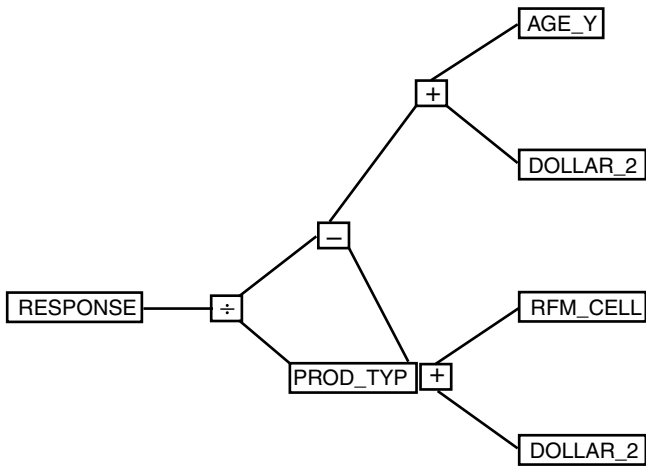 AGE_Y
+
DOLLAR_2
−
RESPONSE
÷
RFM_CELL
PROD_TYP
+
DOLLAR_2